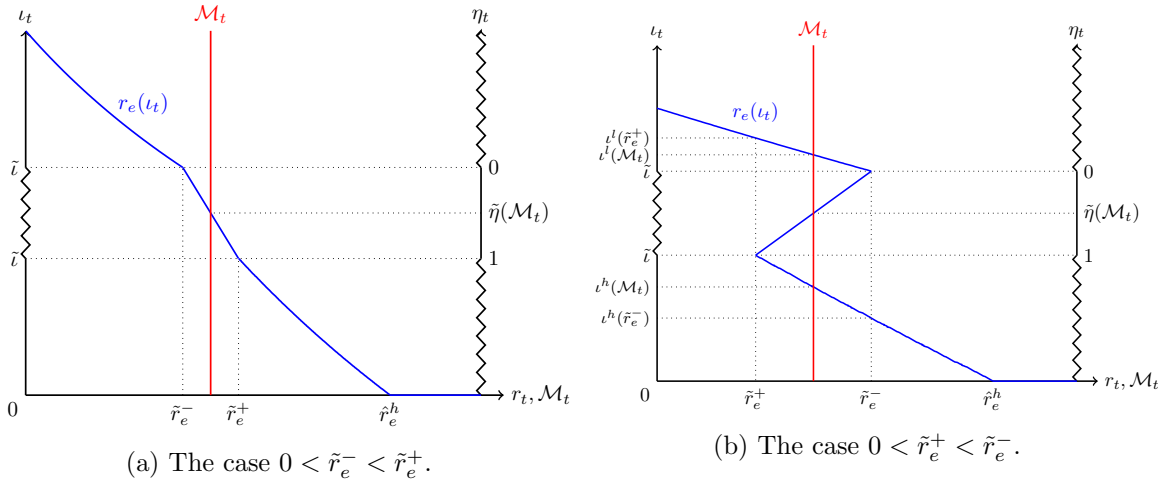 ι_t
M_t
η_t
r_e(ι_t)
ι̃
0
η̃(M_t)
ι̃
1
0
r̃_e^-
r̃_e^+
r̂_e^h
r_t, M_t
(a) The case 0 < r̃_e^- < r̃_e^+.
ι_t
M_t
η_t
r_e(ι_t)
ι^l(r̃_e^+)
ι^l(M_t)
ι̃
0
η̃(M_t)
ι̃
1
ι^h(M_t)
ι^h(r̃_e^-)
0
r̃_e^+
r̃_e^-
r̂_e^h
r_t, M_t
(b) The case 0 < r̃_e^+ < r̃_e^-.